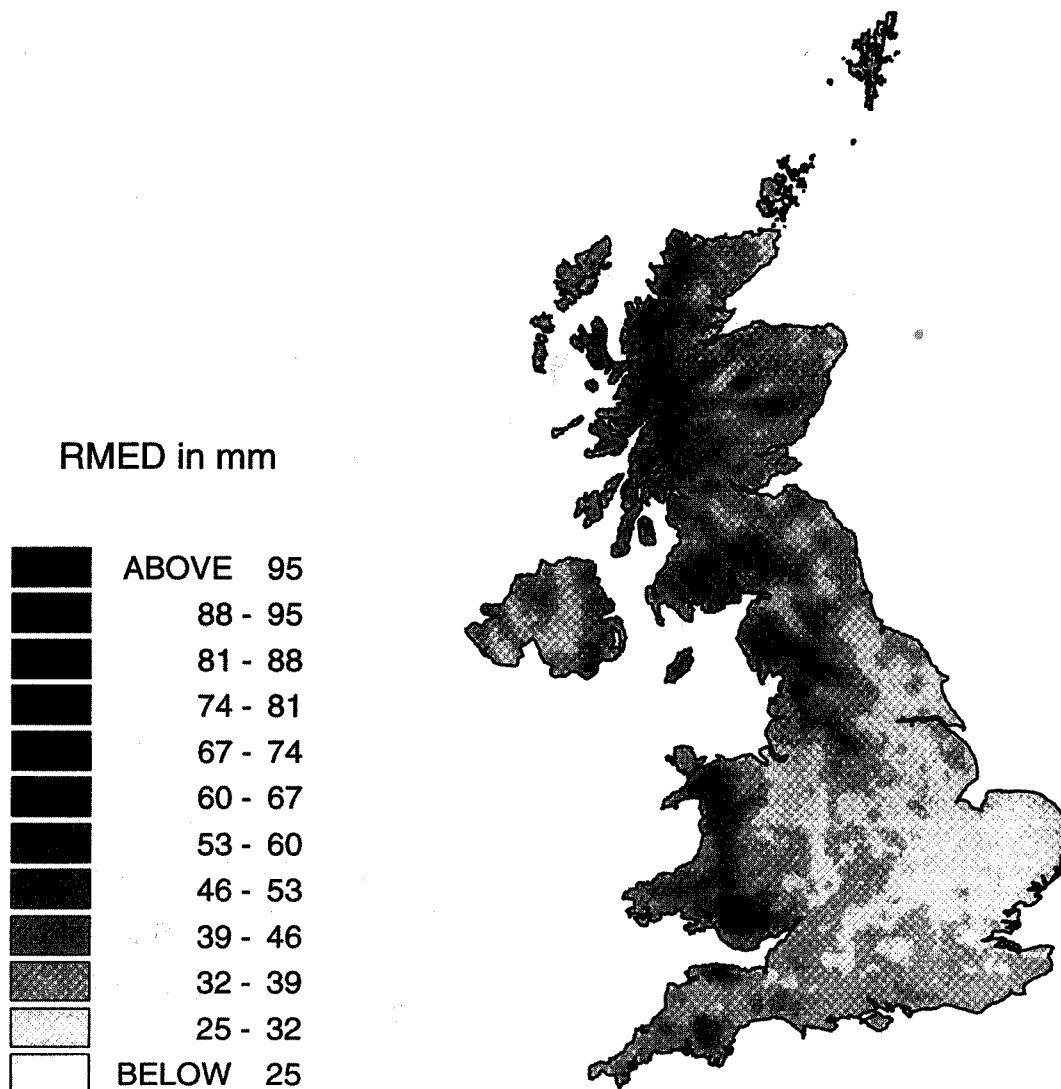 RMED in mm
ABOVE 95
88 - 95
81 - 88
74 - 81
67 - 74
60 - 67
53 - 60
46 - 53
39 - 46
32 - 39
25 - 32
BELOW 25